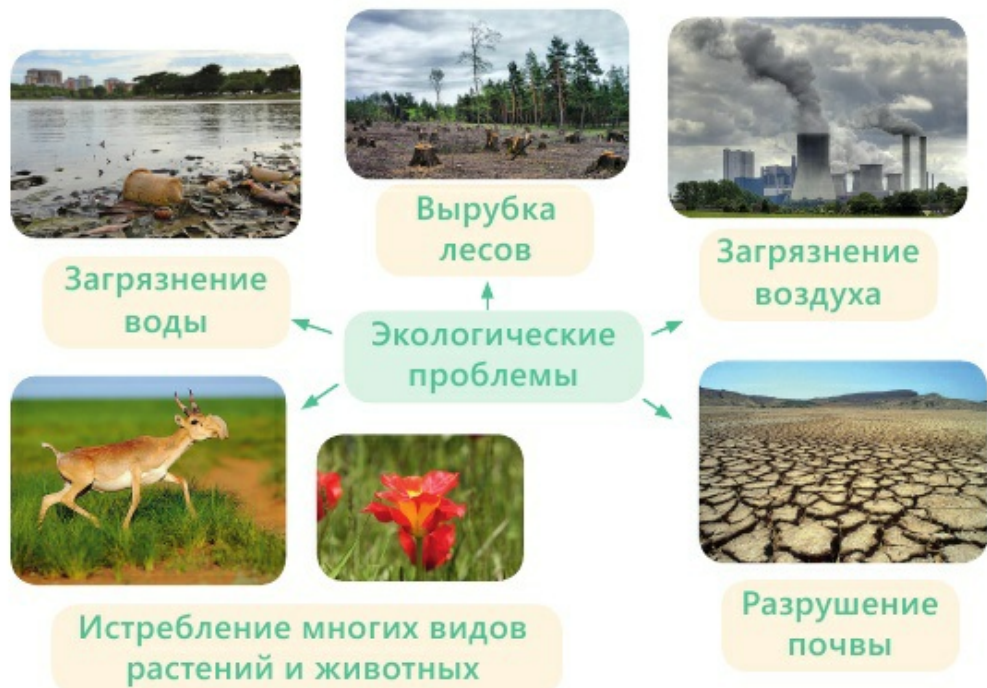 Вырубка
лесов
Загрязнение
воды
Загрязнение
воздуха
Экологические
проблемы
Истребление многих видов
растений и животных
Разрушение
почвы